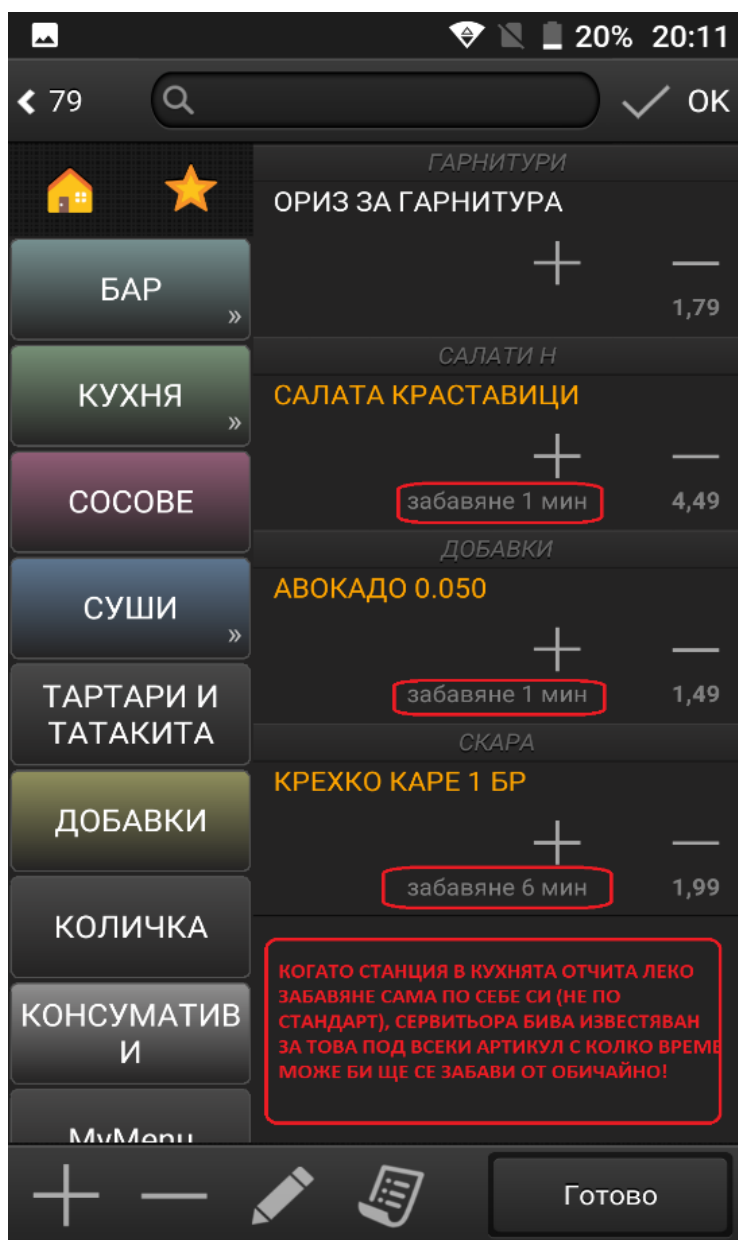 20% 20:11
79
OK
ГАРНИТУРИ
ОРИЗ ЗА ГАРНИТУРА
1,79
БАР
»
САЛАТИ Н
САЛАТА КРАСТАВИЦИ
забавяне 1 мин
4,49
КУХНЯ
»
СОСОВЕ
ДОБАВКИ
АВОКАДО 0.050
забавяне 1 мин
1,49
СУШИ
»
ТАРТАРИ И
ТАТАКИТА
СКАРА
КРЕХКО КАРЕ 1 БР
забавяне 6 мин
1,99
ДОБАВКИ
КОЛИЧКА
КОНСУМАТИВ
И
MyMenu
КОГАТО СТАНЦИЯ В КУХНЯТА ОТЧИТА ЛЕКО
ЗАБАВЯНЕ САМА ПО СЕБЕ СИ (НЕ ПО
СТАНДАРТ), СЕРВИТЬОРА БИВА ИЗВЕСТЯВАН
ЗА ТОВА ПОД ВСЕКИ АРТИКУЛ С КОЛКО ВРЕМЕ
МОЖЕ БИ ЩЕ СЕ ЗАБАВИ ОТ ОБИЧАЙНО!
Готово